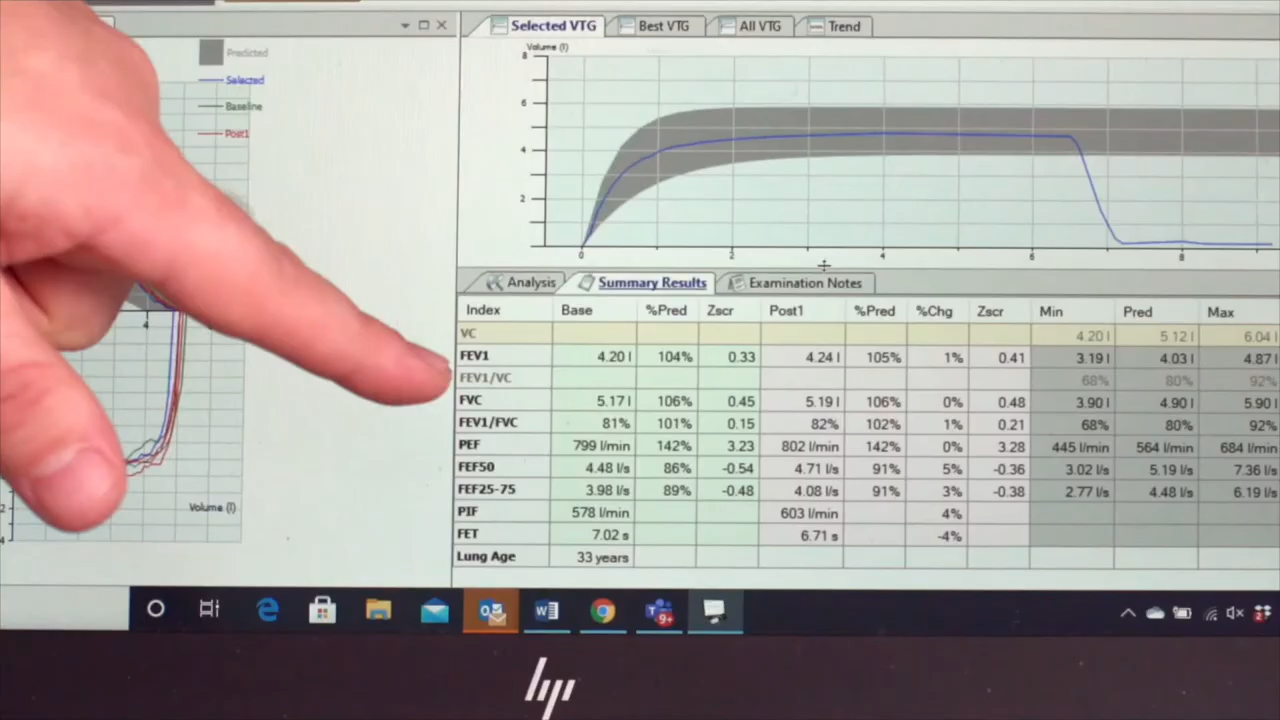 Predicted
Selected
Baseline
Post1
4
Volume (l)
2
4
Selected VTG Best VTG All VTG Trend
Volume (l)
8
6
4
2
0 2 4 6 8
Analysis Summary Results Examination Notes
Index Base %Pred Zscr Post1 %Pred %Chg Zscr Min Pred Max
VC 4.20 l 5.12 l 6.04 l
FEV1 4.20 l 104% 0.33 4.24 l 105% 1% 0.41 3.19 l 4.03 l 4.87 l
FEV1/VC 68% 80% 92%
FVC 5.17 l 106% 0.45 5.19 l 106% 0% 0.48 3.90 l 4.90 l 5.90 l
FEV1/FVC 81% 101% 0.15 82% 102% 1% 0.21 68% 80% 92%
PEF 799 l/min 142% 3.23 802 l/min 142% 0% 3.28 445 l/min 564 l/min 684 l/min
FEF50 4.48 l/s 86% -0.54 4.71 l/s 91% 5% -0.36 3.02 l/s 5.19 l/s 7.36 l/s
FEF25-75 3.98 l/s 89% -0.48 4.08 l/s 91% 3% -0.38 2.77 l/s 4.48 l/s 6.19 l/s
PIF 578 l/min 603 l/min 4%
FET 7.02 s 6.71 s -4%
Lung Age 33 years
9+
2
hp